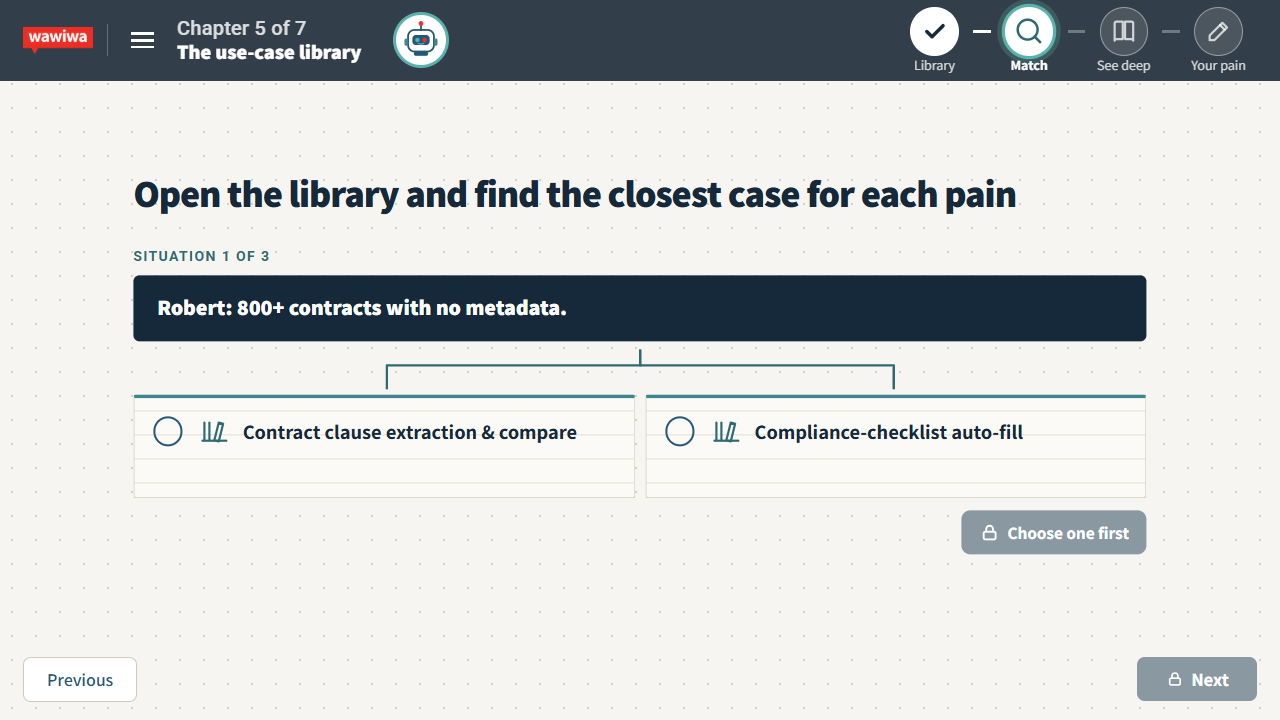 wawiwa
Chapter 5 of 7
The use-case library
Library
Match
See deep
Your pain
Open the library and find the closest case for each pain
SITUATION 1 OF 3
Robert: 800+ contracts with no metadata.
Contract clause extraction & compare
Compliance-checklist auto-fill
Choose one first
Previous
Next